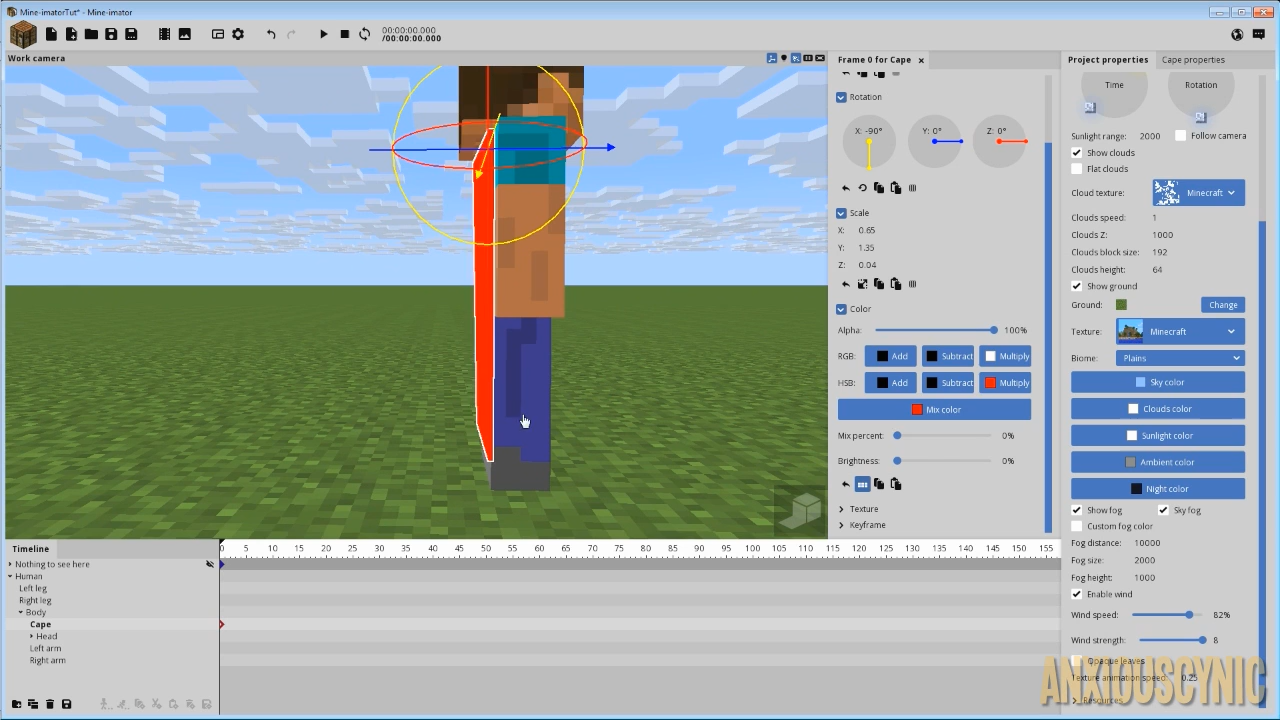 Mine-imatorTut* - Mine-imator
00:00:00.000
/00:00:00.000
Work camera
Frame 0 for Cape
Rotation
X: -90°
Y: 0°
Z: 0°
Scale
X: 0.65
Y: 1.35
Z: 0.04
Color
Alpha: 100%
RGB: Add Subtract Multiply
HSB: Add Subtract Multiply
Mix color
Mix percent: 0%
Brightness: 0%
Texture
Keyframe
Project properties
Cape properties
Time
Rotation
Sunlight range: 2000 Follow camera
Show clouds
Flat clouds
Cloud texture: Minecraft
Clouds speed: 1
Clouds Z: 1000
Clouds block size: 192
Clouds height: 64
Show ground
Ground: Change
Texture: Minecraft
Biome: Plains
Sky color
Clouds color
Sunlight color
Ambient color
Night color
Show fog Sky fog
Custom fog color
Fog distance: 10000
Fog size: 2000
Fog height: 1000
Enable wind
Wind speed: 82%
Wind strength: 8
Opaque leaves
Texture animation speed: 0.25
Resources
ANXIOUSCYNIC
Timeline
0 5 10 15 20 25 30 35 40 45 50 55 60 65 70 75 80 85 90 95 100 105 110 115 120 125 130 135 140 145 150 155
Nothing to see here
Human
Left leg
Right leg
Body
Cape
Head
Left arm
Right arm